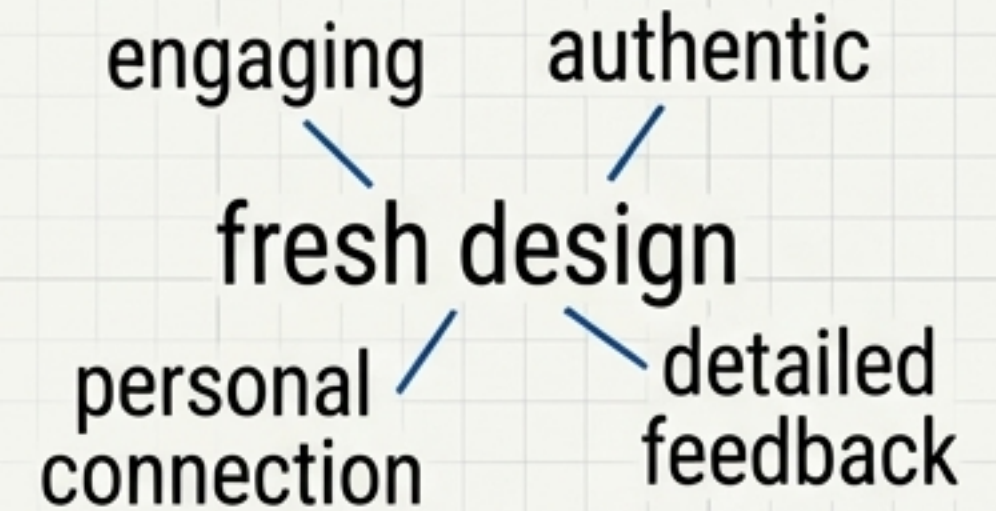 engaging
authentic
fresh design
personal
connection
detailed
feedback